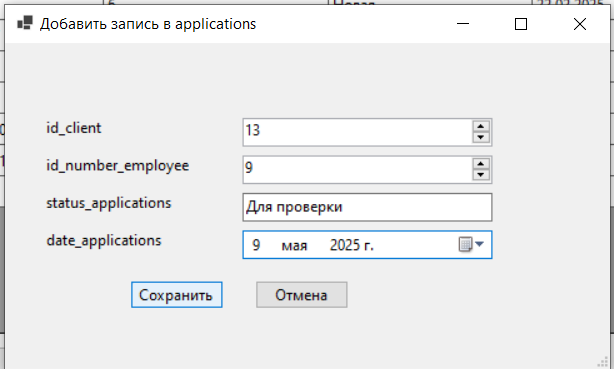 Добавить запись в applications
id_client 13
id_number_employee 9
status_applications Для проверки
date_applications 9 мая 2025 г.
Сохранить Отмена